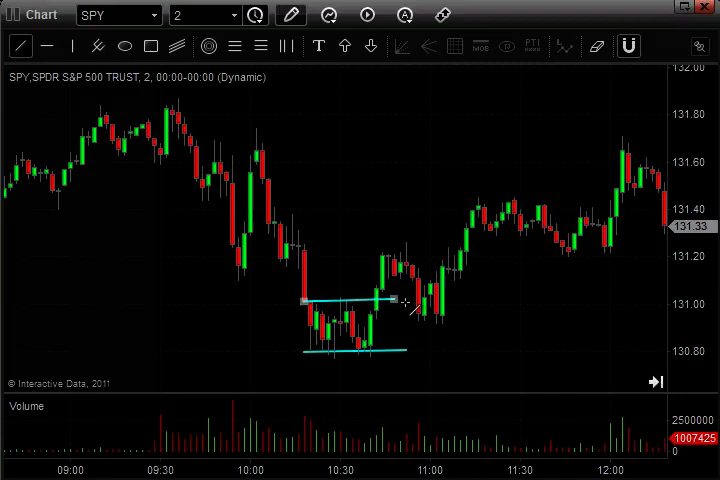 Chart SPY 2 A
T MOB PTI
SPY,SPDR S&P 500 TRUST, 2, 00:00-00:00 (Dynamic)
132.00
131.80
131.60
131.40
131.33
131.20
131.00
130.80
© Interactive Data, 2011
Volume
2500000
1007425
0
09:00 09:30 10:00 10:30 11:00 11:30 12:00